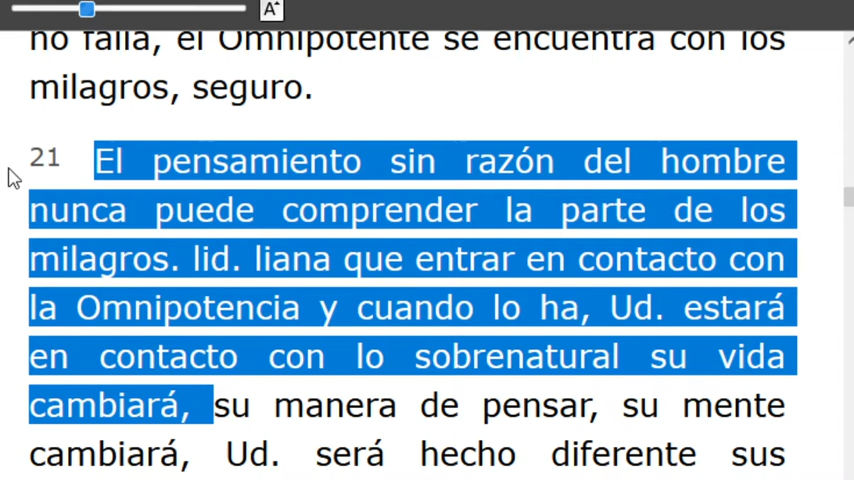 A
no falla, el Omnipotente se encuentra con los
milagros, seguro.
21 El pensamiento sin razón del hombre
nunca puede comprender la parte de los
milagros. lid. liana que entrar en contacto con
la Omnipotencia y cuando lo ha, Ud. estará
en contacto con lo sobrenatural su vida
cambiará, su manera de pensar, su mente
cambiará, Ud. será hecho diferente sus